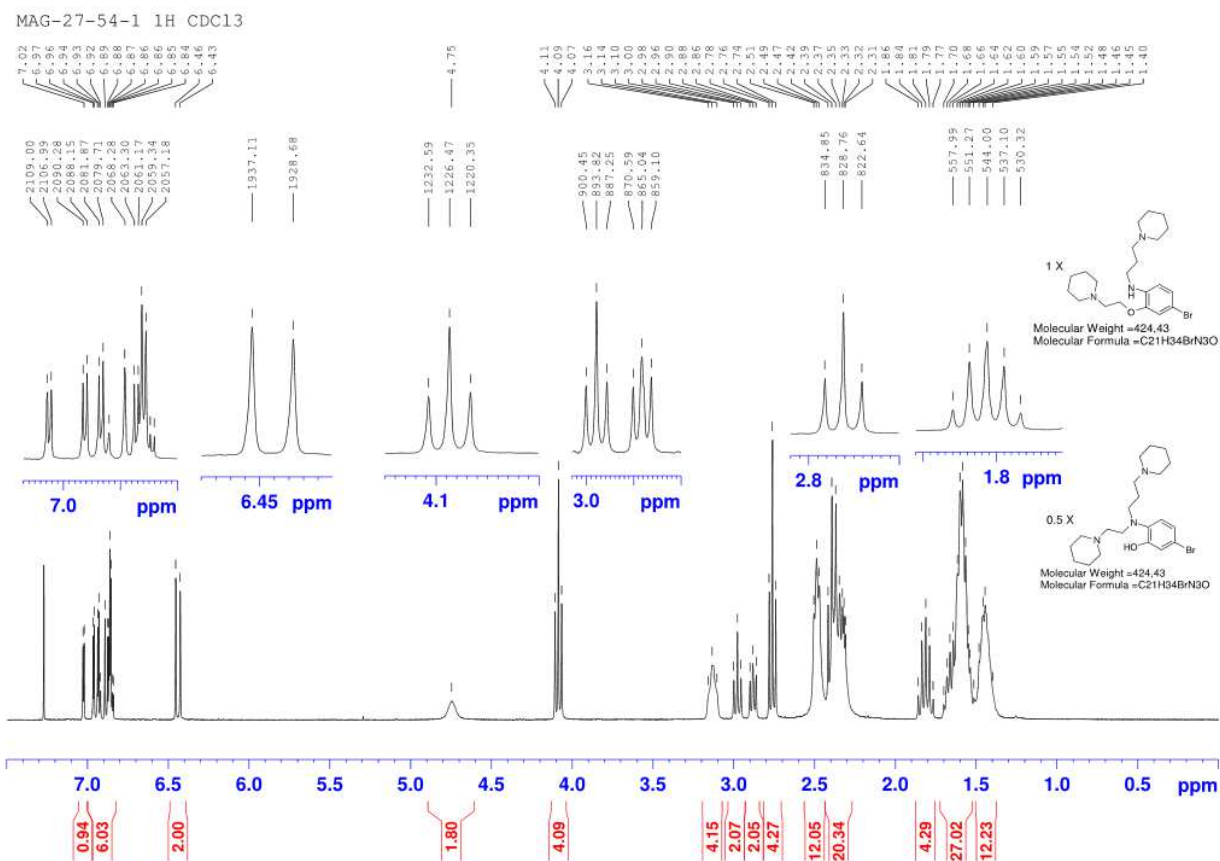 MAG-27-54-1 1H CDCl3
7.02 6.97 6.96 6.94 6.93 6.92 6.89 6.88 6.87 6.86 6.86 6.85 6.84 6.46 6.43
4.75
4.11 4.09 4.07
3.16 3.14 3.10 3.00 2.98 2.96 2.90 2.88 2.86 2.78 2.76 2.74 2.51 2.49 2.47 2.42 2.39 2.37 2.35 2.33 2.32 2.31
1.86 1.84 1.81 1.79 1.77 1.70 1.68 1.66 1.64 1.62 1.60 1.59 1.57 1.55 1.54 1.52 1.48 1.46 1.45 1.40
2109.00 2106.99 2090.28 2088.15 2081.87 2079.71 2068.28 2063.30 2061.17 2059.34 2057.18
1937.11 1928.68
1232.59 1226.47 1220.35
900.45 893.82 887.25 870.59 865.04 859.10
834.85 828.76 822.64
557.99 551.27 544.00 537.10 530.32
1 X
N
N
N
H
O
Br
Molecular Weight =424,43
Molecular Formula =C21H34BrN3O
7.0 ppm
6.45 ppm
4.1 ppm
3.0 ppm
2.8 ppm
1.8 ppm
0.5 X
N
N
N
HO
Br
Molecular Weight =424,43
Molecular Formula =C21H34BrN3O
7.0 6.5 6.0 5.5 5.0 4.5 4.0 3.5 3.0 2.5 2.0 1.5 1.0 0.5 ppm
0.94 6.03 2.00 1.80 4.09 4.15 2.07 2.05 4.27 12.05 20.34 4.29 27.02 12.23